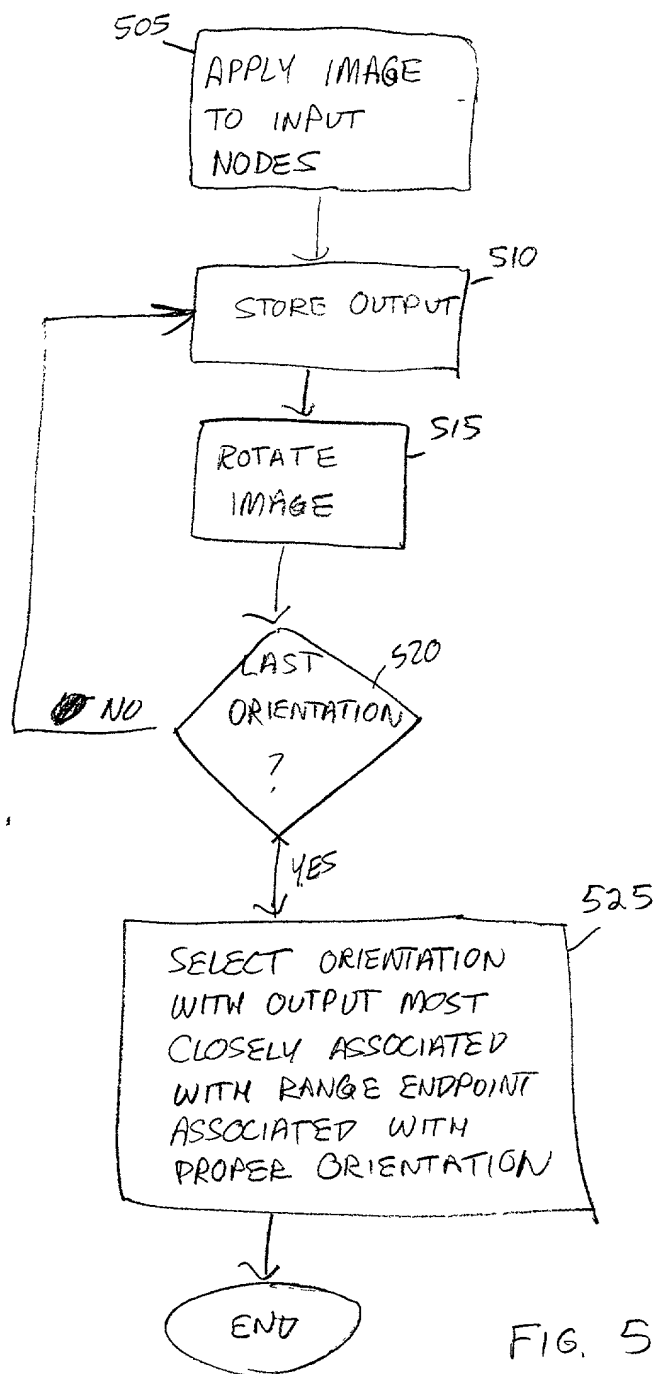 505
APPLY IMAGE
TO INPUT
NODES
510
STORE OUTPUT
515
ROTATE
IMAGE
520
LAST
ORIENTATION
?
NO
YES
525
SELECT ORIENTATION
WITH OUTPUT MOST
CLOSELY ASSOCIATED
WITH RANGE ENDPOINT
ASSOCIATED WITH
PROPER ORIENTATION
END
FIG. 5